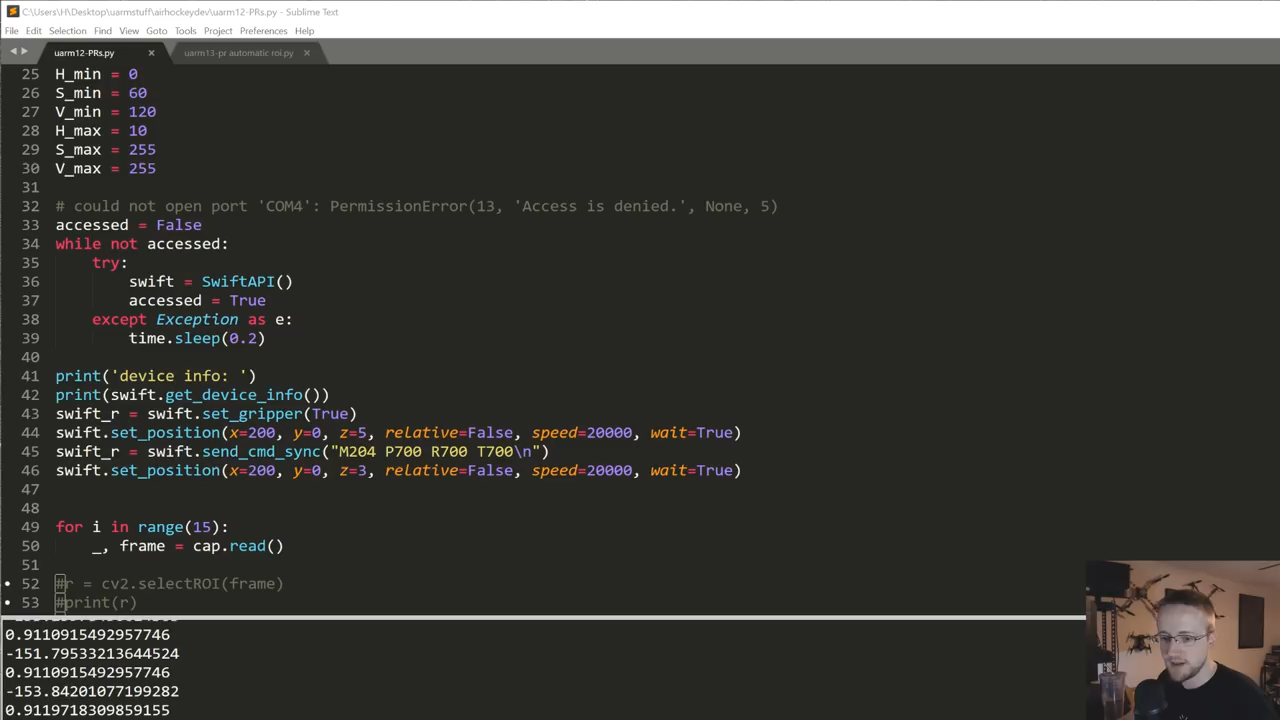 C:\Users\H\Desktop\uarmstuff\airhockeydev\uarm12-PRs.py - Sublime Text
File Edit Selection Find View Goto Tools Project Preferences Help
uarm12-PRs.py × uarm13-pr automatic roi.py ×
25 H_min = 0
26 S_min = 60
27 V_min = 120
28 H_max = 10
29 S_max = 255
30 V_max = 255
31
32 # could not open port 'COM4': PermissionError(13, 'Access is denied.', None, 5)
33 accessed = False
34 while not accessed:
35 try:
36 swift = SwiftAPI()
37 accessed = True
38 except Exception as e:
39 time.sleep(0.2)
40
41 print('device info: ')
42 print(swift.get_device_info())
43 swift_r = swift.set_gripper(True)
44 swift.set_position(x=200, y=0, z=5, relative=False, speed=20000, wait=True)
45 swift_r = swift.send_cmd_sync("M204 P700 R700 T700\n")
46 swift.set_position(x=200, y=0, z=3, relative=False, speed=20000, wait=True)
47
48
49 for i in range(15):
50 _, frame = cap.read()
51
52 #r = cv2.selectROI(frame)
53 #print(r)
0.9110915492957746
-151.79533213644524
0.9110915492957746
-153.84201077199282
0.9119718309859155